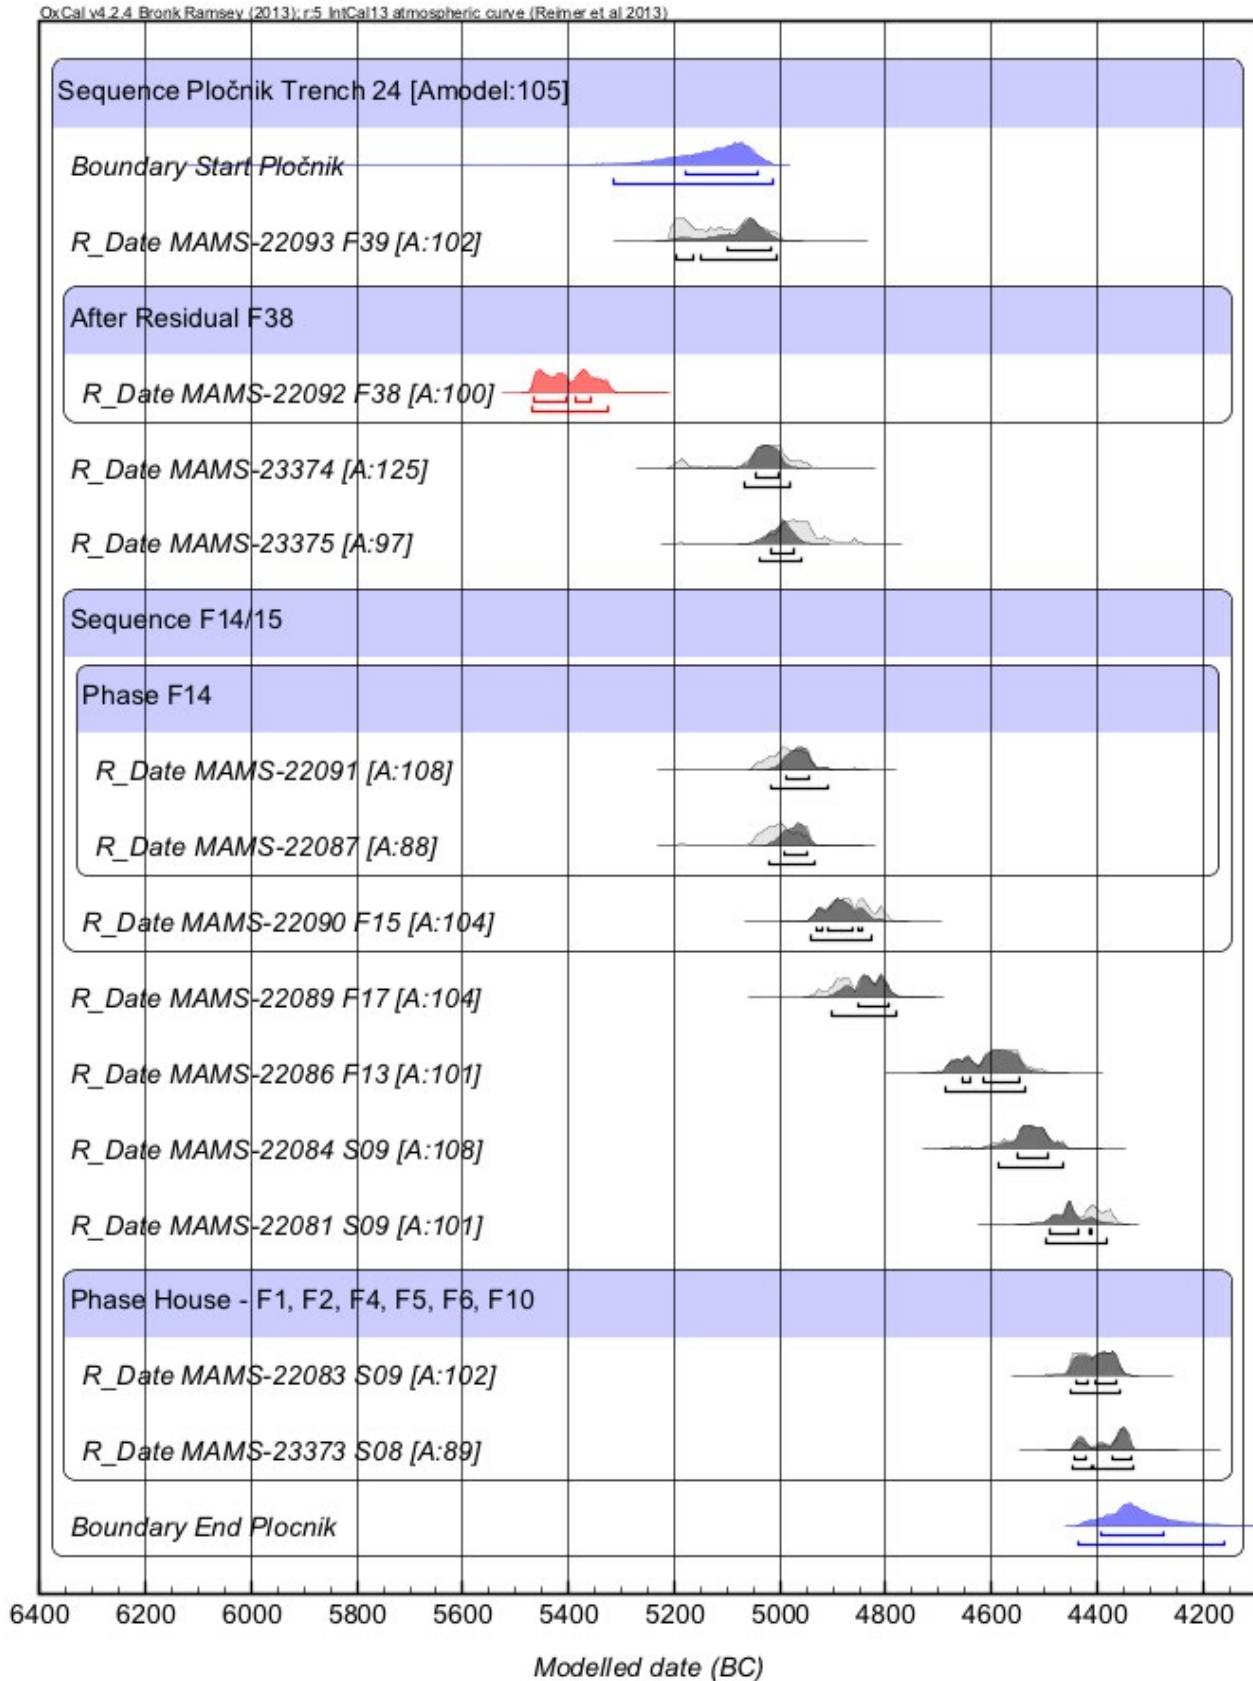 OxCal v4.2.4 Bronk Ramsey (2013); r:5 IntCal13 atmospheric curve (Reimer et al 2013)
Sequence Pločnik Trench 24 [Amodel:105]
Boundary Start Pločnik
R_Date MAMS-22093 F39 [A:102]
After Residual F38
R_Date MAMS-22092 F38 [A:100]
R_Date MAMS-23374 [A:125]
R_Date MAMS-23375 [A:97]
Sequence F14/15
Phase F14
R_Date MAMS-22091 [A:108]
R_Date MAMS-22087 [A:88]
R_Date MAMS-22090 F15 [A:104]
R_Date MAMS-22089 F17 [A:104]
R_Date MAMS-22086 F13 [A:101]
R_Date MAMS-22084 S09 [A:108]
R_Date MAMS-22081 S09 [A:101]
Phase House - F1, F2, F4, F5, F6, F10
R_Date MAMS-22083 S09 [A:102]
R_Date MAMS-23373 S08 [A:89]
Boundary End Plocnik
6400 6200 6000 5800 5600 5400 5200 5000 4800 4600 4400 4200
Modelled date (BC)